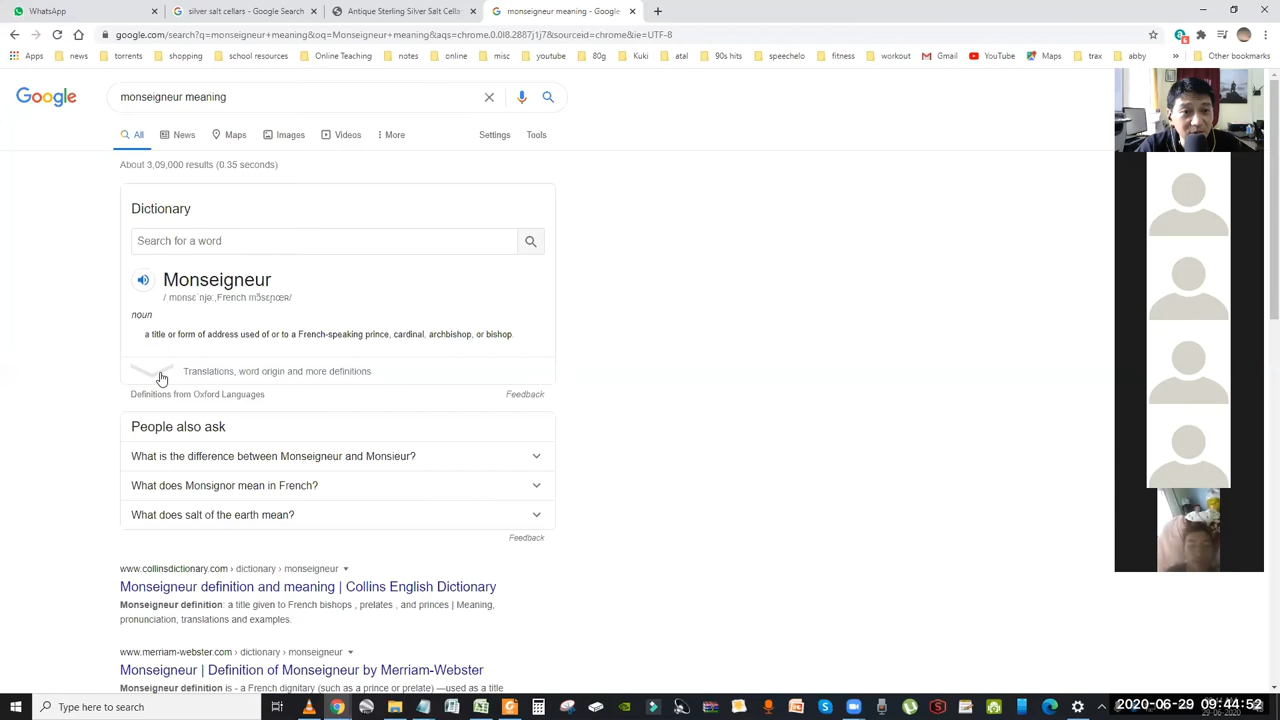 WhatsApp
silver salt cellars - Google Search
Antique Sterling Silver Salt Cella
monseigneur meaning - Google
google.com/search?q=monseigneur+meaning&oq=Monseigneur+meaning&aqs=chrome.0.0l8.2887j1j7&sourceid=chrome&ie=UTF-8
6
Apps
news
torrents
shopping
school resources
Online Teaching
notes
online
misc
youtube
80g
Kuki
atal
90s hits
speechelo
fitness
workout
Gmail
YouTube
Maps
trax
abby
»
Other bookmarks
Google
monseigneur meaning
All
News
Maps
Images
Videos
More
Settings
Tools
About 3,09,000 results (0.35 seconds)
Dictionary
Search for a word
Monseigneur
noun
a title or form of address used of or to a French-speaking prince, cardinal, archbishop, or bishop.
Translations, word origin and more definitions
Definitions from Oxford Languages
Feedback
People also ask
What is the difference between Monseigneur and Monsieur?
What does Monsignor mean in French?
What does salt of the earth mean?
Feedback
www.collinsdictionary.com › dictionary › monseigneur
Monseigneur definition and meaning | Collins English Dictionary
Monseigneur definition: a title given to French bishops , prelates , and princes | Meaning,
pronunciation, translations and examples.
www.merriam-webster.com › dictionary › monseigneur
Monseigneur | Definition of Monseigneur by Merriam-Webster
Monseigneur definition is - a French dignitary (such as a prince or prelate) —used as a title
Type here to search
2020-06-29 09:44:52